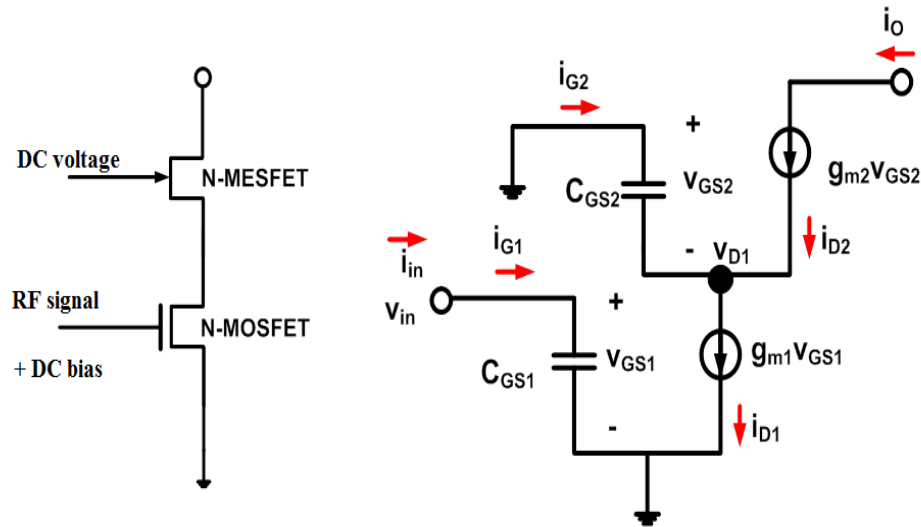 DC voltage
N-MESFET
RF signal
N-MOSFET
+ DC bias
iO
iG2
+
CGS2
vGS2
gm2vGS2
-
vD1
iD2
iin
iG1
vin
+
CGS1
vGS1
gm1vGS1
-
iD1